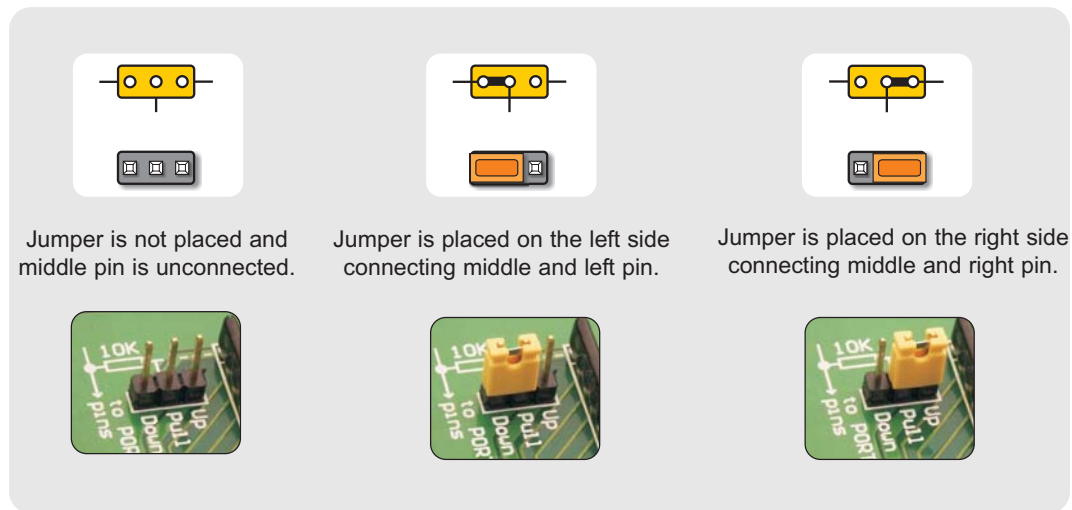 Jumper is not placed and
middle pin is unconnected.
Jumper is placed on the left side
connecting middle and left pin.
Jumper is placed on the right side
connecting middle and right pin.
10K
Up
Pull
Down
to PORT
pins
10K
Up
Pull
Down
to PORT
pins
10K
Up
Pull
Down
to PORT
pins